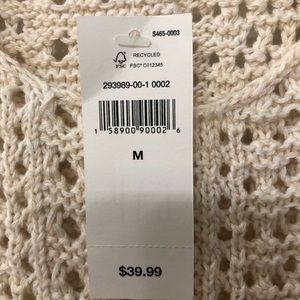 S465-0003
RECYCLED
FSC
FSC® C012345
293989-00-1 0002
1 58900 90002 6
M
$39.99